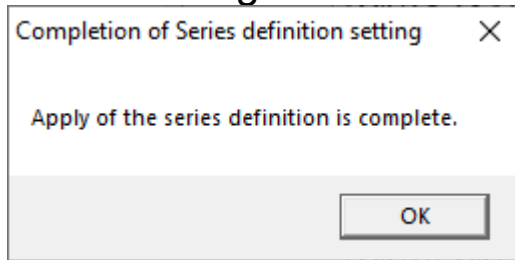 Completion of Series definition setting
Apply of the series definition is complete.
OK